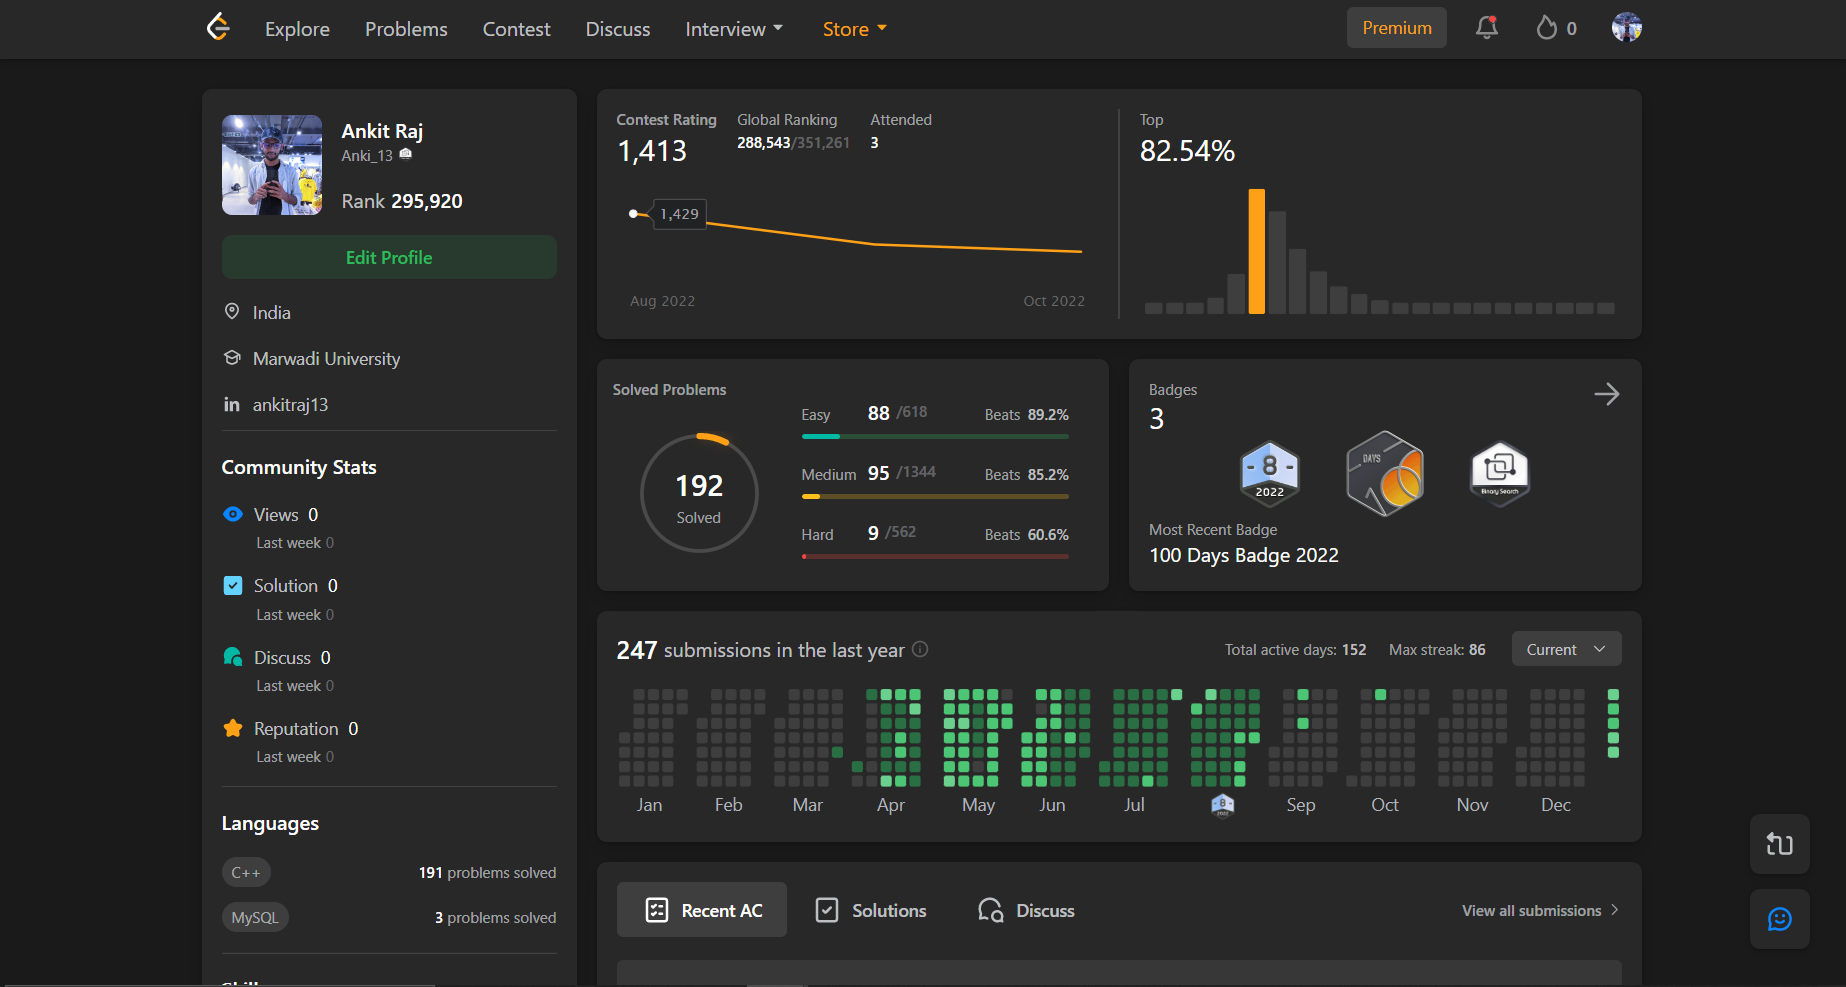 Explore Problems Contest Discuss Interview Store Premium 0
Ankit Raj
Anki_13
Rank 295,920
Edit Profile
India
Marwadi University
in ankitraj13
Community Stats
Views 0
Last week 0
Solution 0
Last week 0
Discuss 0
Last week 0
Reputation 0
Last week 0
Languages
C++ 191 problems solved
MySQL 3 problems solved
Contest Rating Global Ranking Attended
1,413 288,543/351,261 3
1,429
Aug 2022 Oct 2022
Top
82.54%
Solved Problems
192
Solved
Easy 88 /618 Beats 89.2%
Medium 95 /1344 Beats 85.2%
Hard 9 /562 Beats 60.6%
Badges
3
- 8 -
2022
DAYS
Binary Search
Most Recent Badge
100 Days Badge 2022
247 submissions in the last year Total active days: 152 Max streak: 86 Current
Jan Feb Mar Apr May Jun Jul Sep Oct Nov Dec
Recent AC Solutions Discuss View all submissions